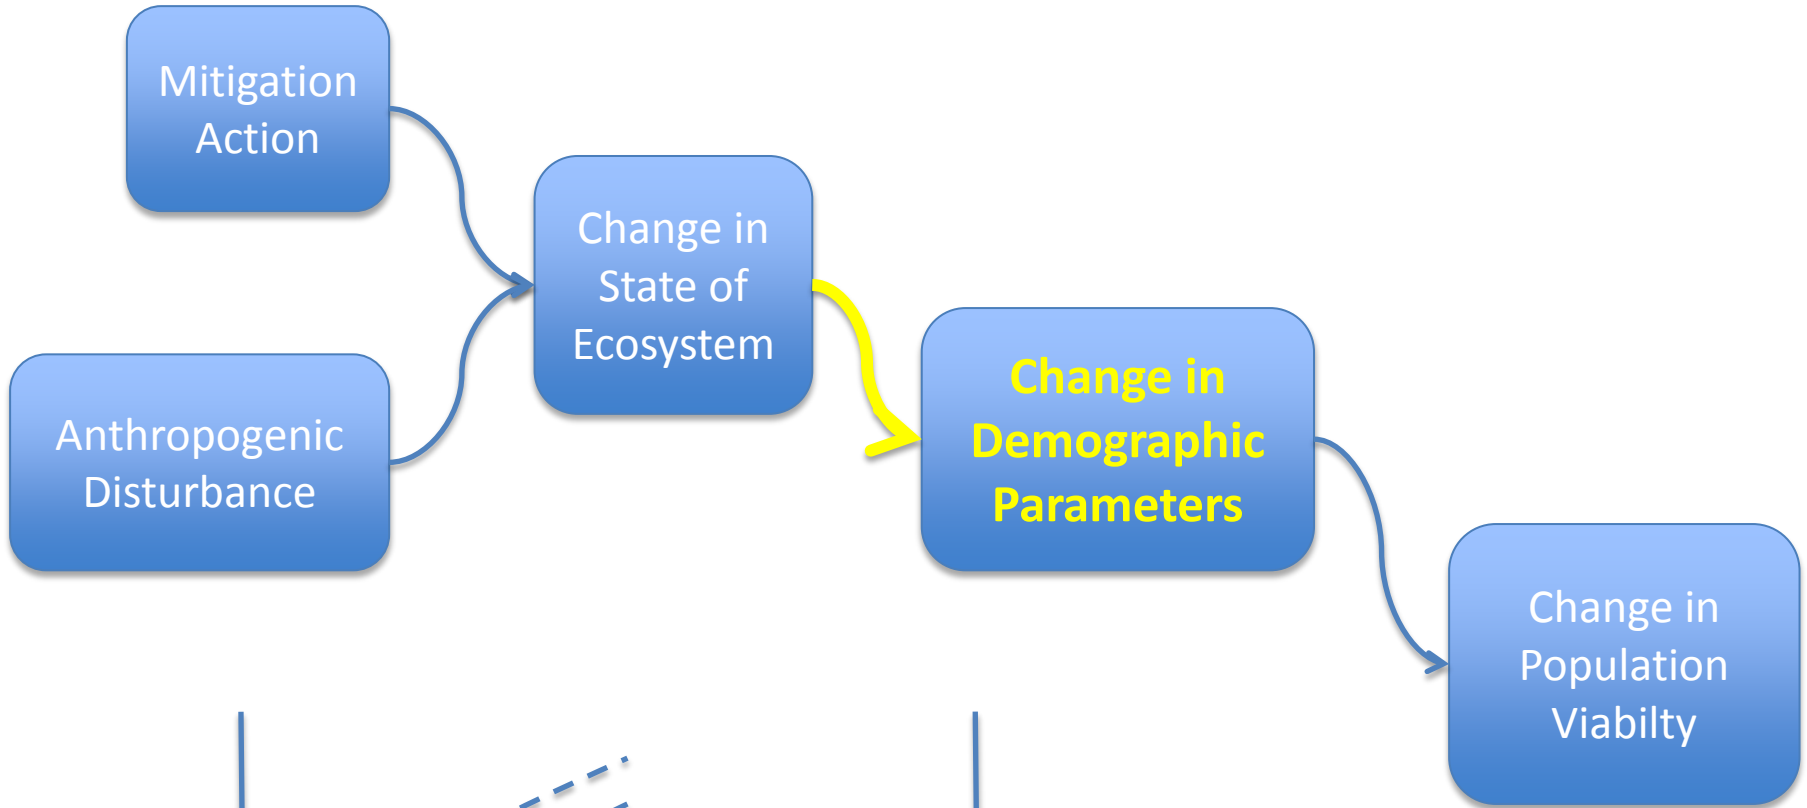 Mitigation
Action
Change in
State of
Ecosystem
Anthropogenic
Disturbance
Change in
Demographic
Parameters
Change in
Population
Viabilty